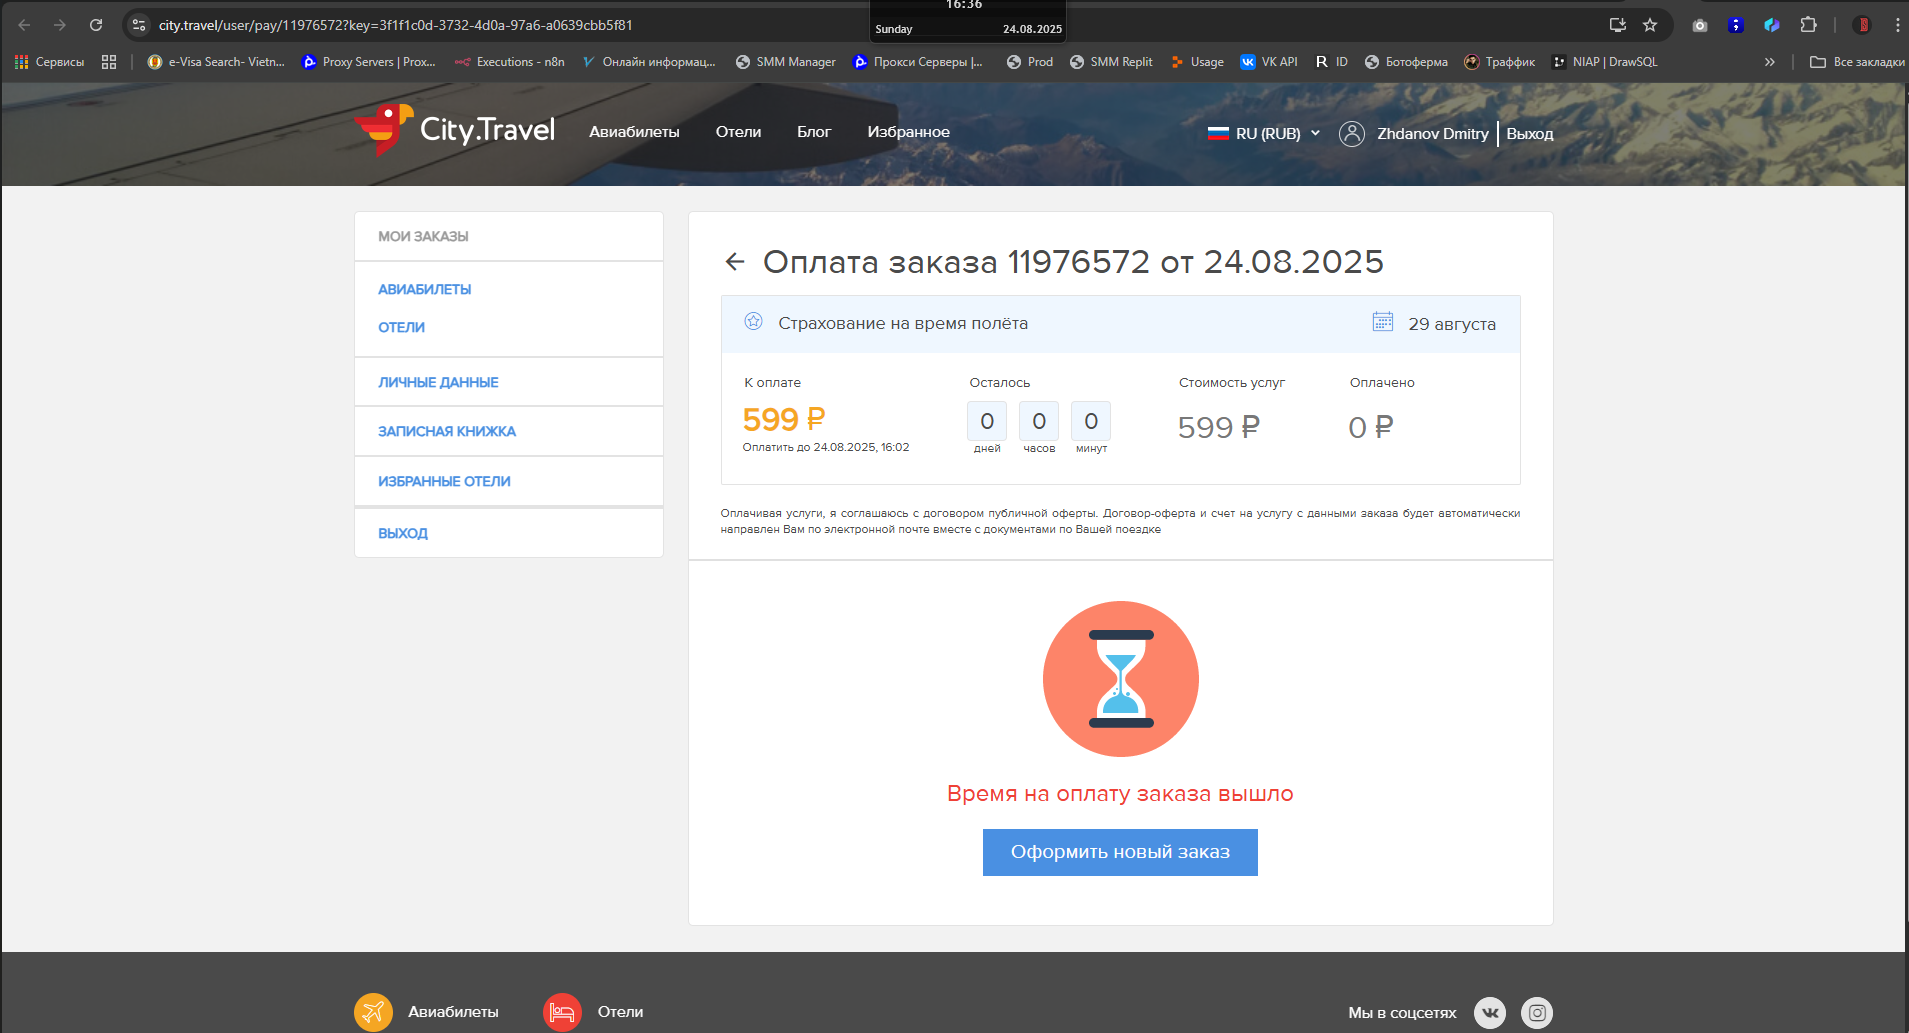 16:36
city.travel/user/pay/11976572?key=3f1f1c0d-3732-4d0a-97a6-a0639cbb5f81
Sunday 24.08.2025
Сервисы e-Visa Search- Vietn... Proxy Servers | Prox... Executions - n8n Онлайн информац... SMM Manager Прокси Серверы |... Prod SMM Replit Usage VK API ID Ботоферма Траффик NIAP | DrawSQL » Все закладки
City.Travel Авиабилеты Отели Блог Избранное RU (RUB) Zhdanov Dmitry Выход
МОИ ЗАКАЗЫ
АВИАБИЛЕТЫ
ОТЕЛИ
ЛИЧНЫЕ ДАННЫЕ
ЗАПИСНАЯ КНИЖКА
ИЗБРАННЫЕ ОТЕЛИ
ВЫХОД
Оплата заказа 11976572 от 24.08.2025
Страхование на время полёта 29 августа
К оплате Осталось Стоимость услуг Оплачено
599 ₽ 0 0 0 599 ₽ 0 ₽
Оплатить до 24.08.2025, 16:02 дней часов минут
Оплачивая услуги, я соглашаюсь с договором публичной оферты. Договор-оферта и счет на услугу с данными заказа будет автоматически
направлен Вам по электронной почте вместе с документами по Вашей поездке
Время на оплату заказа вышло
Оформить новый заказ
Авиабилеты Отели Мы в соцсетях